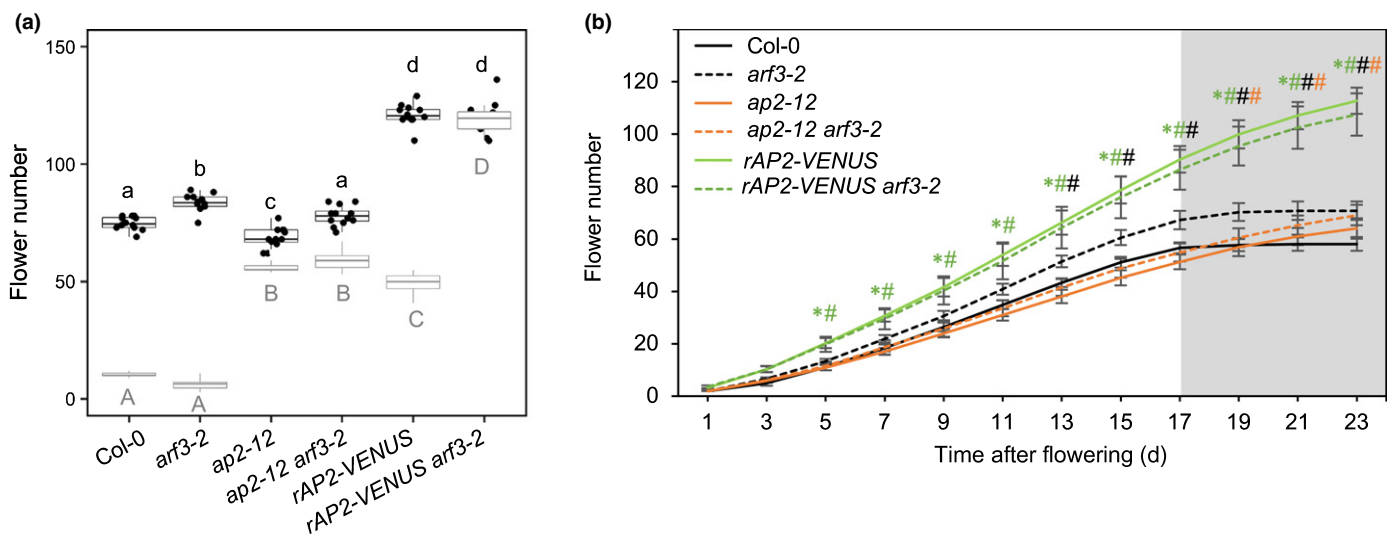 (a)
Flower number
150
100
50
0
a
b
c
a
d
d
A
A
B
B
C
D
Col-0
arf3-2
ap2-12
ap2-12 arf3-2
rAP2-VENUS
rAP2-VENUS arf3-2
(b)
Flower number
120
100
80
60
40
20
0
Col-0
arf3-2
ap2-12
ap2-12 arf3-2
rAP2-VENUS
rAP2-VENUS arf3-2
*#
*#
*#
*#
*##
*##
*##
*###
*###
*###
1 3 5 7 9 11 13 15 17 19 21 23
Time after flowering (d)